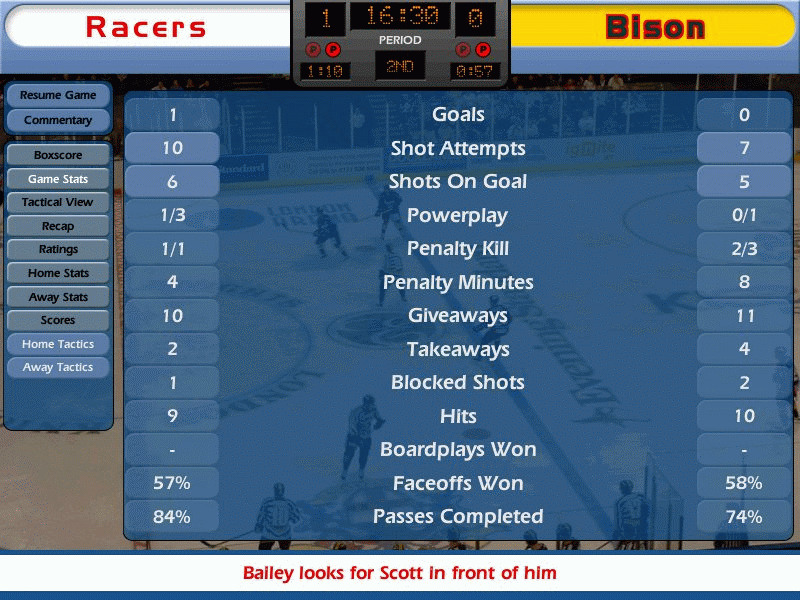 Racers
1
16:30
0
Bison
PERIOD
P P
P P
1:10
2ND
0:57
Resume Game
Commentary
Boxscore
Game Stats
Tactical View
Recap
Ratings
Home Stats
Away Stats
Scores
Home Tactics
Away Tactics
1 Goals 0
10 Shot Attempts 7
6 Shots On Goal 5
1/3 Powerplay 0/1
1/1 Penalty Kill 2/3
4 Penalty Minutes 8
10 Giveaways 11
2 Takeaways 4
1 Blocked Shots 2
9 Hits 10
- Boardplays Won -
57% Faceoffs Won 58%
84% Passes Completed 74%
LONDON
Evening
Bailey looks for Scott in front of him